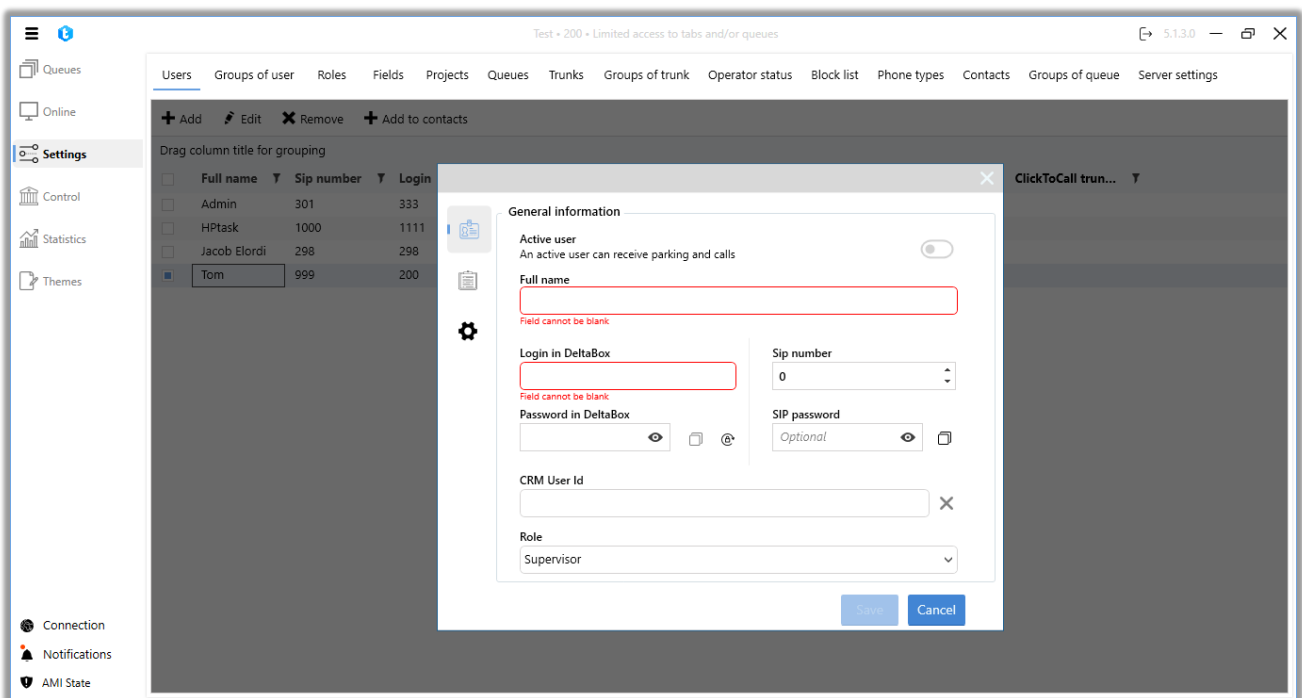 Test • 200 • Limited access to tabs and/or queues
5.1.3.0
Queues
Online
Settings
Control
Statistics
Themes
Connection
Notifications
AMI State
Users Groups of user Roles Fields Projects Queues Trunks Groups of trunk Operator status Block list Phone types Contacts Groups of queue Server settings
Add Edit Remove Add to contacts
Drag column title for grouping
Full name Sip number Login ClickToCall trun...
Admin 301 333
HPtask 1000 1111
Jacob Elordi 298 298
Tom 999 200
General information
Active user
An active user can receive parking and calls
Full name
Field cannot be blank
Login in DeltaBox Sip number
0
Field cannot be blank
Password in DeltaBox SIP password
Optional
CRM User Id
Role
Supervisor
Save Cancel